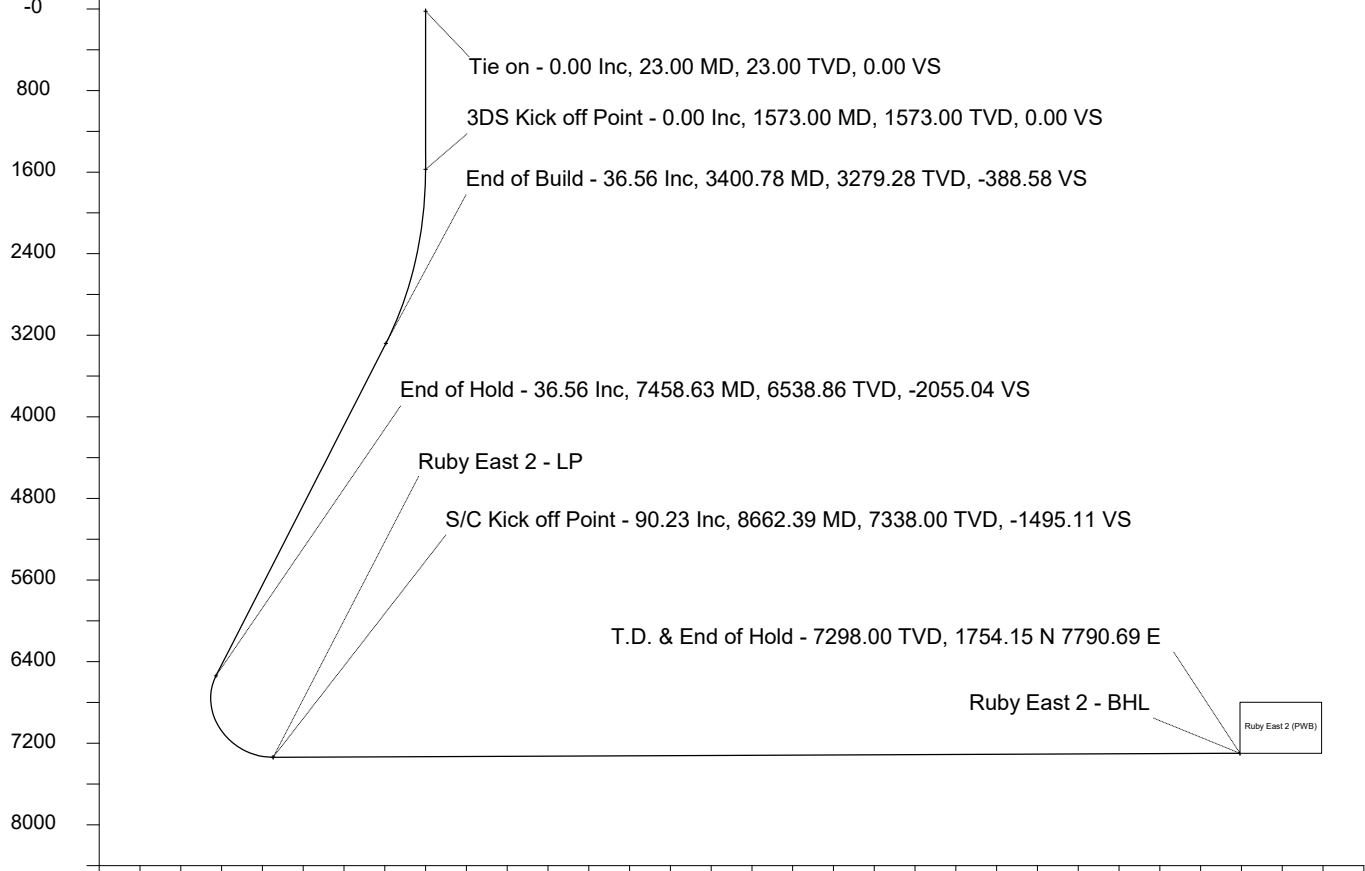 -0
Tie on - 0.00 Inc, 23.00 MD, 23.00 TVD, 0.00 VS
800
3DS Kick off Point - 0.00 Inc, 1573.00 MD, 1573.00 TVD, 0.00 VS
1600
End of Build - 36.56 Inc, 3400.78 MD, 3279.28 TVD, -388.58 VS
2400
3200
End of Hold - 36.56 Inc, 7458.63 MD, 6538.86 TVD, -2055.04 VS
4000
Ruby East 2 - LP
4800
S/C Kick off Point - 90.23 Inc, 8662.39 MD, 7338.00 TVD, -1495.11 VS
5600
T.D. & End of Hold - 7298.00 TVD, 1754.15 N 7790.69 E
6400
Ruby East 2 - BHL
Ruby East 2 (PWB)
7200
8000